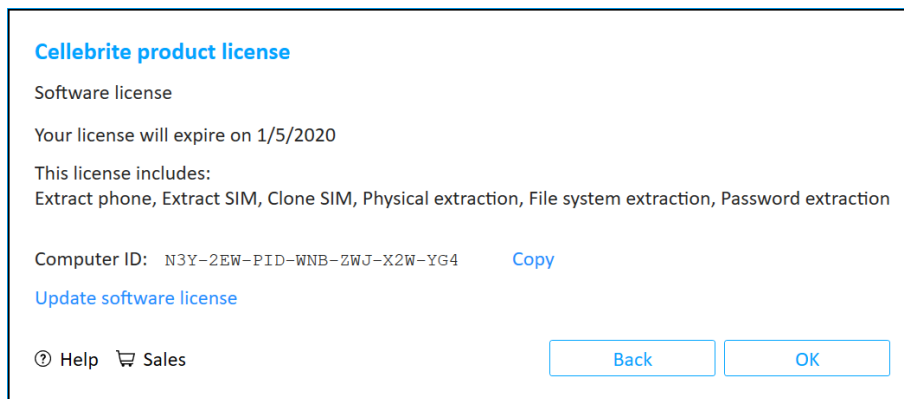 Cellebrite product license
Software license
Your license will expire on 1/5/2020
This license includes:
Extract phone, Extract SIM, Clone SIM, Physical extraction, File system extraction, Password extraction
Computer ID: N3Y-2EW-PID-WNB-ZWJ-X2W-YG4 Copy
Update software license
Help Sales Back OK